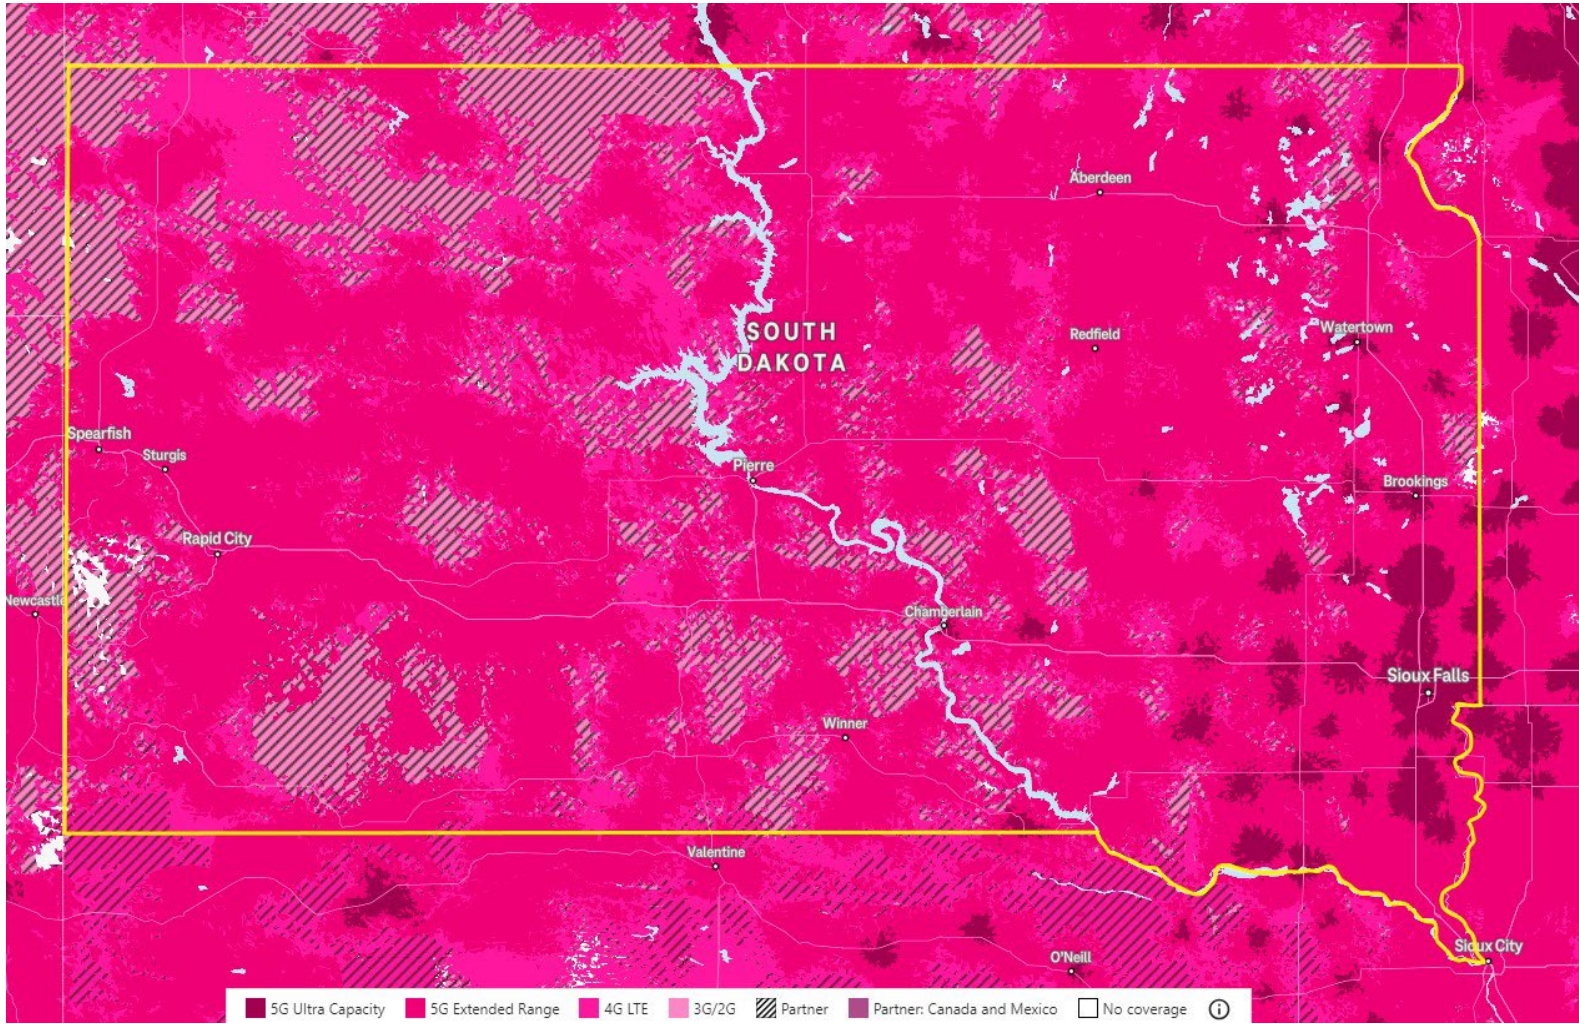 Aberdeen
SOUTH
DAKOTA
Redfield
Watertown
Spearfish
Sturgis
Pierre
Brookings
Rapid City
Newcastle
Chamberlain
Sioux Falls
Winner
Valentine
O'Neill
Sioux City
5G Ultra Capacity 5G Extended Range 4G LTE 3G/2G Partner Partner: Canada and Mexico No coverage